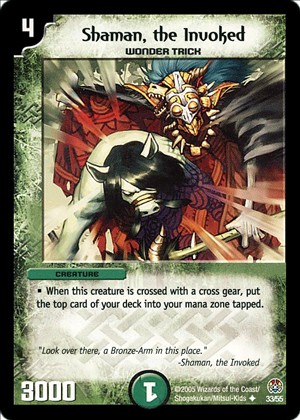 4
Shaman, the Invoked
WONDER TRICK
CREATURE
▪ When this creature is crossed with a cross gear, put
the top card of your deck into your mana zone tapped.
"Look over there, a Bronze-Arm in this place."
-Shaman, the Invoked
3000
1
©2005 Wizards of the Coast/
Shogakukan/Mitsui-Kids ♦ 33/55